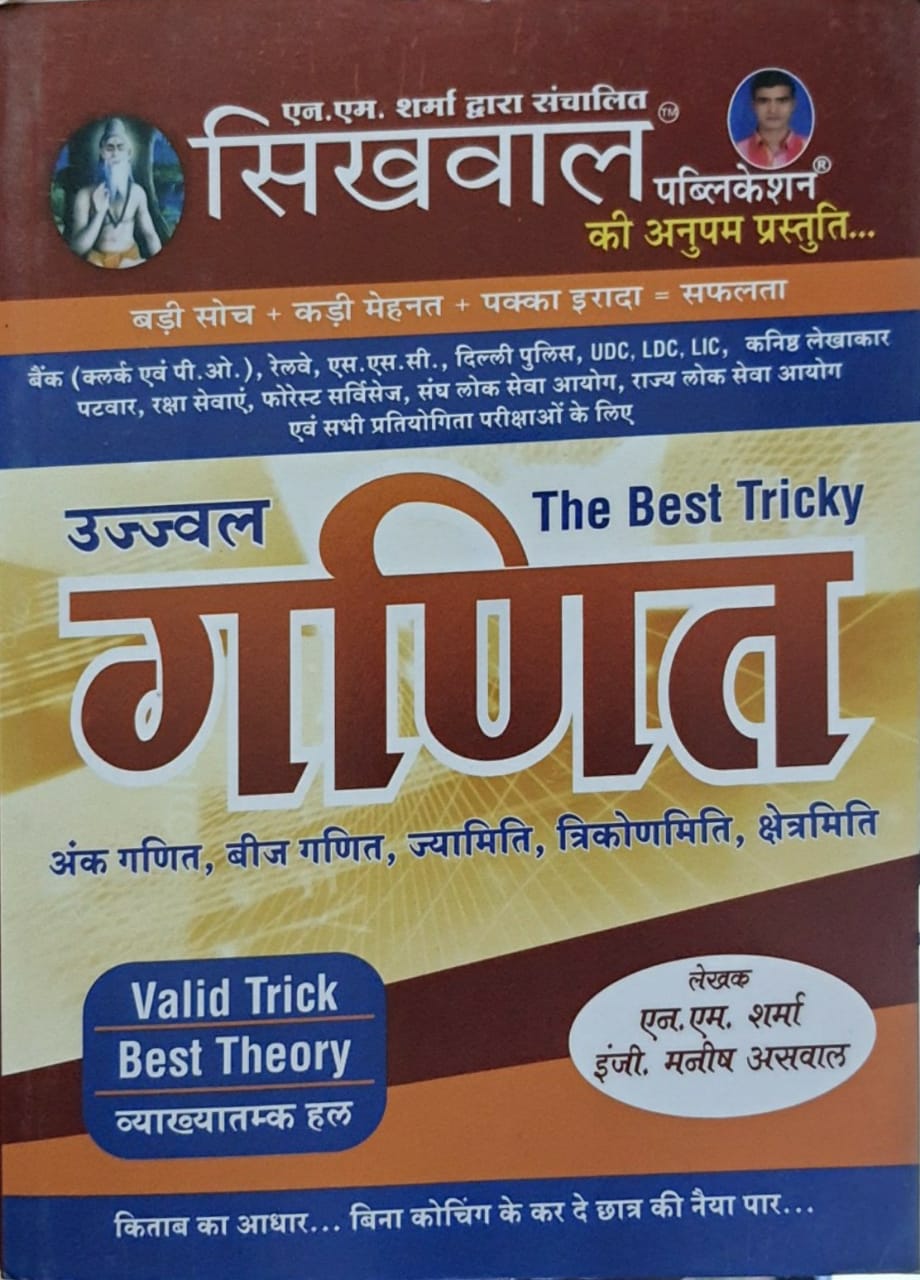 एन.एम. शर्मा द्वारा संचालित
सिखवाल TM
पब्लिकेशन ®
की अनुपम प्रस्तुति...
बड़ी सोच + कड़ी मेहनत + पक्का इरादा = सफलता
बैंक (क्लर्क एवं पी.ओ.), रेलवे, एस.एस.सी., दिल्ली पुलिस, UDC, LDC, LIC, कनिष्ठ लेखाकार
पटवार, रक्षा सेवाएं, फोरेस्ट सर्विसेज, संघ लोक सेवा आयोग, राज्य लोक सेवा आयोग
एवं सभी प्रतियोगिता परीक्षाओं के लिए
उज्ज्वल
The Best Tricky
गणित
अंक गणित, बीज गणित, ज्यामिति, त्रिकोणमिति, क्षेत्रमिति
Valid Trick
Best Theory
व्याख्यातम्क हल
लेखक
एन.एम. शर्मा
इंजी. मनीष असवाल
किताब का आधार... बिना कोचिंग के कर दे छात्र की नैया पार...